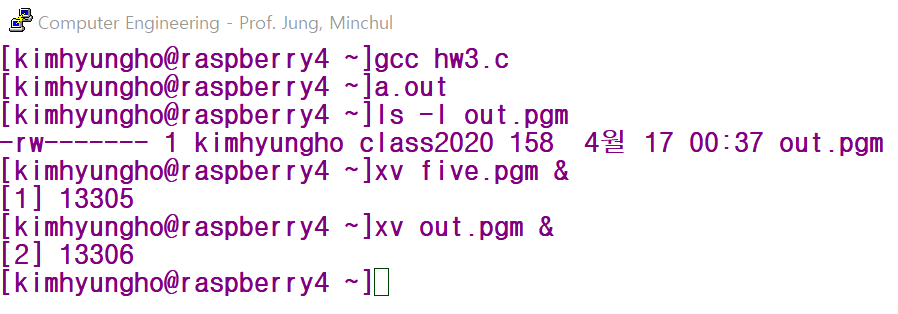 Computer Engineering - Prof. Jung, Minchul
[kimhyungho@raspberry4 ~]gcc hw3.c
[kimhyungho@raspberry4 ~]a.out
[kimhyungho@raspberry4 ~]ls -l out.pgm
-rw------- 1 kimhyungho class2020 158  4월 17 00:37 out.pgm
[kimhyungho@raspberry4 ~]xv five.pgm &
[1] 13305
[kimhyungho@raspberry4 ~]xv out.pgm &
[2] 13306
[kimhyungho@raspberry4 ~]